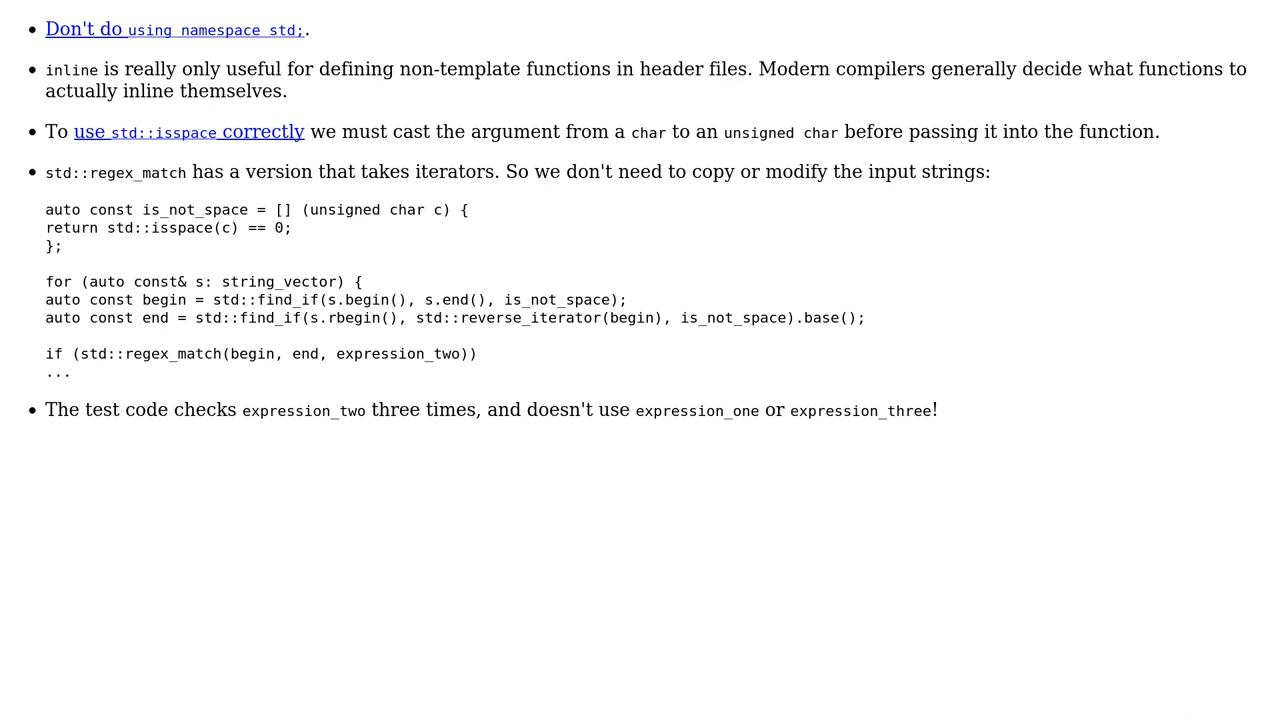 • Don't do using namespace std;.
• inline is really only useful for defining non-template functions in header files. Modern compilers generally decide what functions to
actually inline themselves.
• To use std::isspace correctly we must cast the argument from a char to an unsigned char before passing it into the function.
• std::regex_match has a version that takes iterators. So we don't need to copy or modify the input strings:
auto const is_not_space = [] (unsigned char c) {
return std::isspace(c) == 0;
};
for (auto const& s: string_vector) {
auto const begin = std::find_if(s.begin(), s.end(), is_not_space);
auto const end = std::find_if(s.rbegin(), std::reverse_iterator(begin), is_not_space).base();
if (std::regex_match(begin, end, expression_two))
...
• The test code checks expression_two three times, and doesn't use expression_one or expression_three!